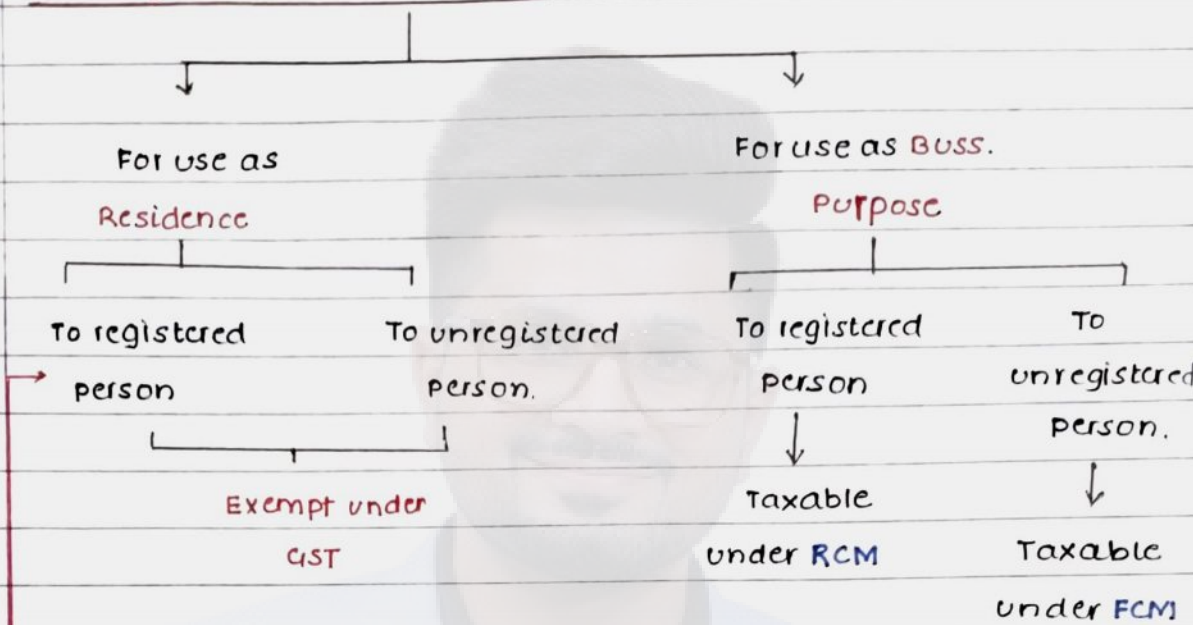 For use as
Residence
For use as Buss.
Purpose
To registered
person
To unregistered
person.
To registered
person
To
unregistered
person.
Exempt under
GST
Taxable
under RCM
Taxable
under FCM